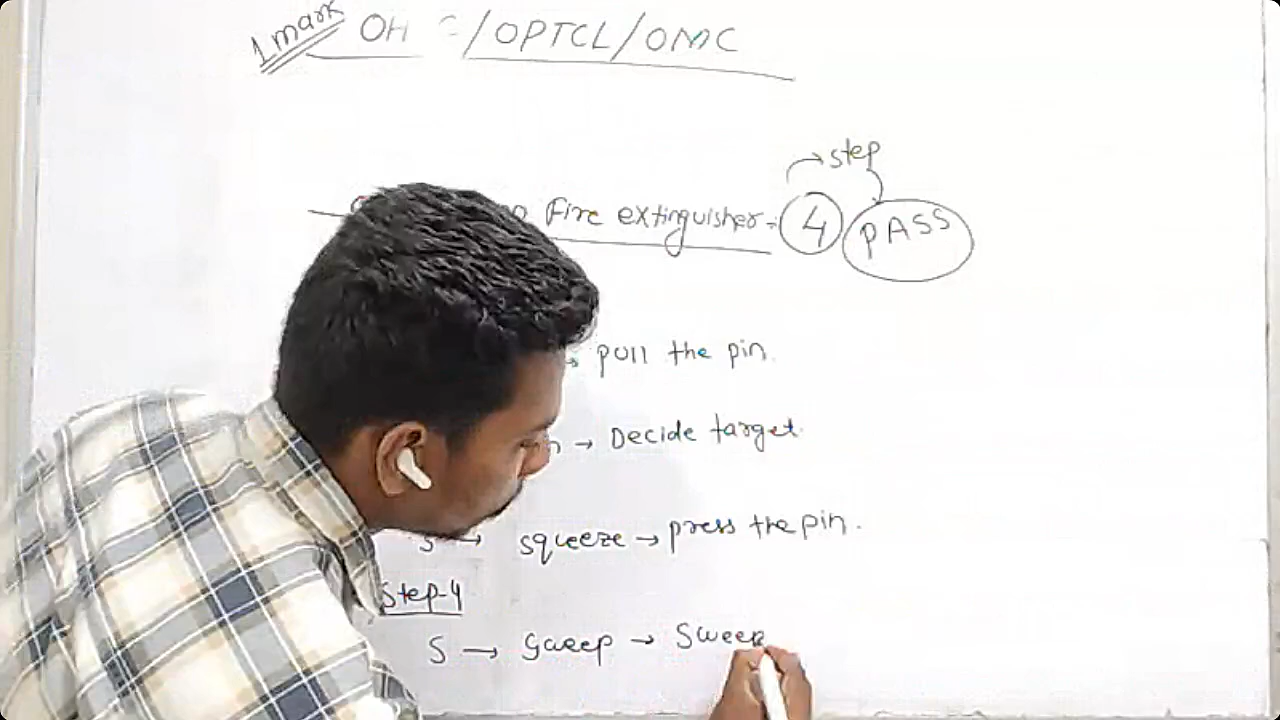 1 mark OH /OPTCL/OMC
step
Fire extinguisher :- 4 PASS
→ pull the pin.
→ Decide target.
S → squeeze → press the pin.
Step-4
S → sweep → Sweep